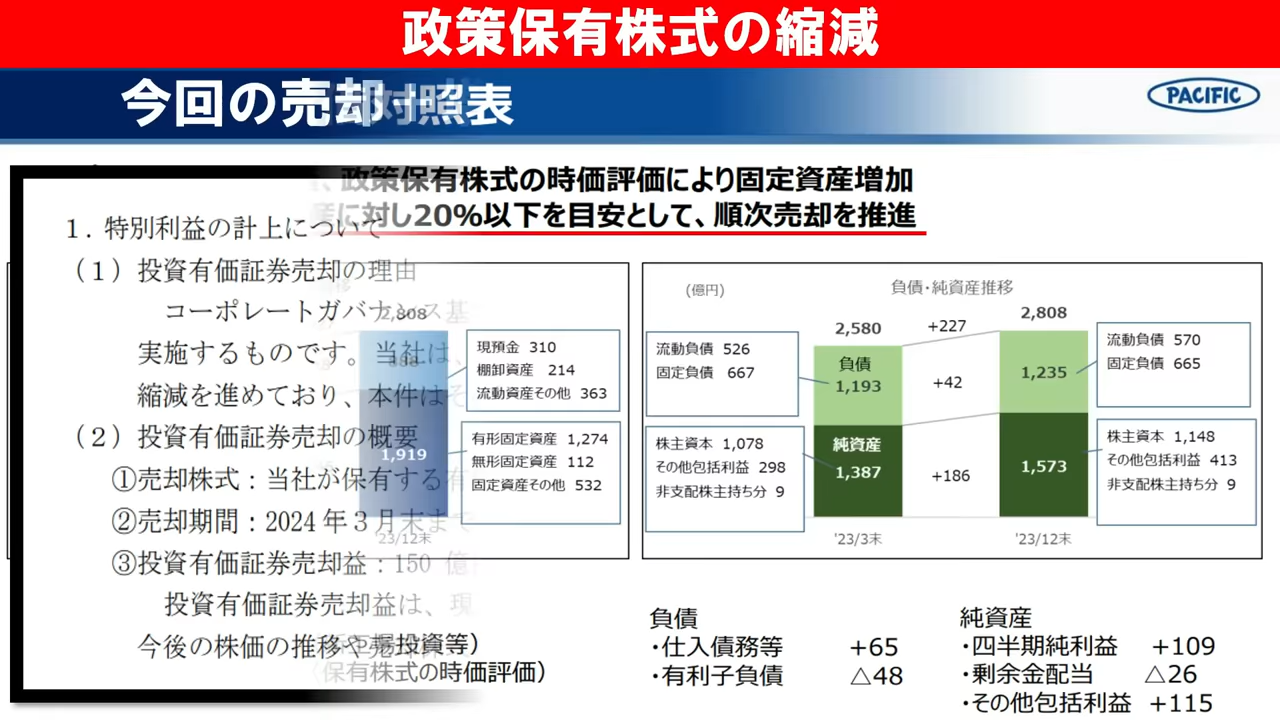 政策保有株式の縮減
今回の売却
対照表
PACIFIC
政策保有株式の時価評価により固定資産増加
に対し20%以下を目安として、順次売却を推進
1. 特別利益の計上について
(1)投資有価証券売却の理由
コーポレートガバナンス基
実施するものです。当社は、
縮減を進めており、本件はそ
(2)投資有価証券売却の概要
①売却株式：当社が保有する
②売却期間：2024年3月末まで
③投資有価証券売却益：150 億
投資有価証券売却益は、現
今後の株価の推移や
2,808
1,919
'23/12末
現預金 310
棚卸資産 214
流動資産その他 363
有形固定資産 1,274
無形固定資産 112
固定資産その他 532
場投資等)
保有株式の時価評価)
(億円)
負債・純資産推移
流動負債 526
固定負債 667
株主資本 1,078
その他包括利益 298
非支配株主持ち分 9
2,580
負債
1,193
純資産
1,387
'23/3末
+227
+42
+186
2,808
1,235
1,573
'23/12末
流動負債 570
固定負債 665
株主資本 1,148
その他包括利益 413
非支配株主持ち分 9
負債
・仕入債務等 +65
・有利子負債 △48
純資産
・四半期純利益 +109
・剰余金配当 △26
・その他包括利益 +115